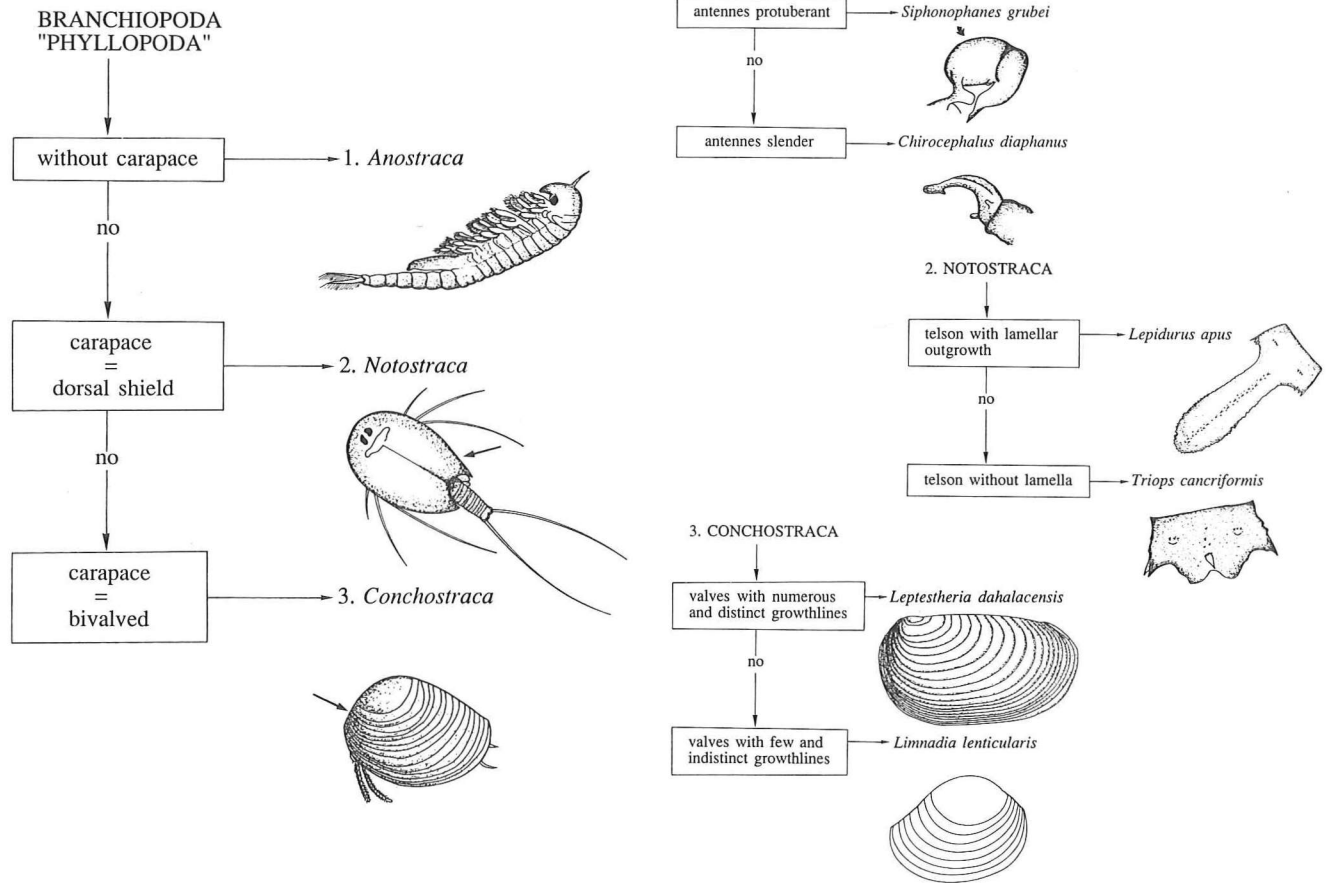 BRANCHIOPODA
"PHYLLOPODA"
without carapace
1. Anostraca
no
carapace
=
dorsal shield
2. Notostraca
no
carapace
=
bivalved
3. Conchostraca
antennes protuberant
Siphonophanes grubei
no
antennes slender
Chirocephalus diaphanus
2. NOTOSTRACA
telson with lamellar
outgrowth
Lepidurus apus
no
telson without lamella
Triops cancriformis
3. CONCHOSTRACA
valves with numerous
and distinct growthlines
Leptestheria dahalacensis
no
valves with few and
indistinct growthlines
Limnadia lenticularis